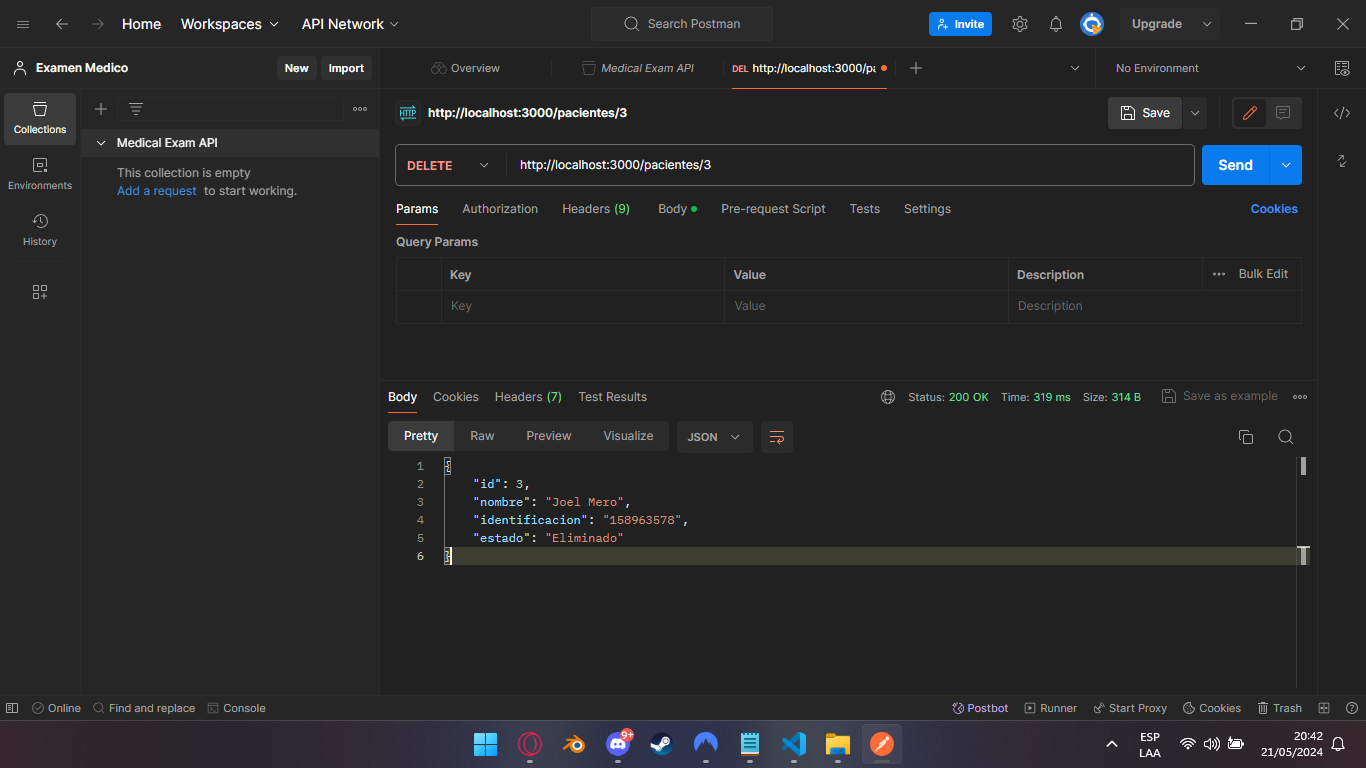 Home Workspaces API Network Search Postman Invite Upgrade
Examen Medico New Import Overview Medical Exam API DEL http://localhost:3000/pa No Environment
Collections
Environments
History
Medical Exam API
This collection is empty
Add a request to start working.
HTTP http://localhost:3000/pacientes/3 Save
DELETE http://localhost:3000/pacientes/3 Send
Params Authorization Headers (9) Body Pre-request Script Tests Settings Cookies
Query Params
Key Value Description Bulk Edit
Key Value Description
Body Cookies Headers (7) Test Results Status: 200 OK Time: 319 ms Size: 314 B Save as example
Pretty Raw Preview Visualize JSON
1 {
2 "id": 3,
3 "nombre": "Joel Mero",
4 "identificacion": "158963578",
5 "estado": "Eliminado"
6 }
Online Find and replace Console Postbot Runner Start Proxy Cookies Trash
9+
ESP
LAA
20:42
21/05/2024